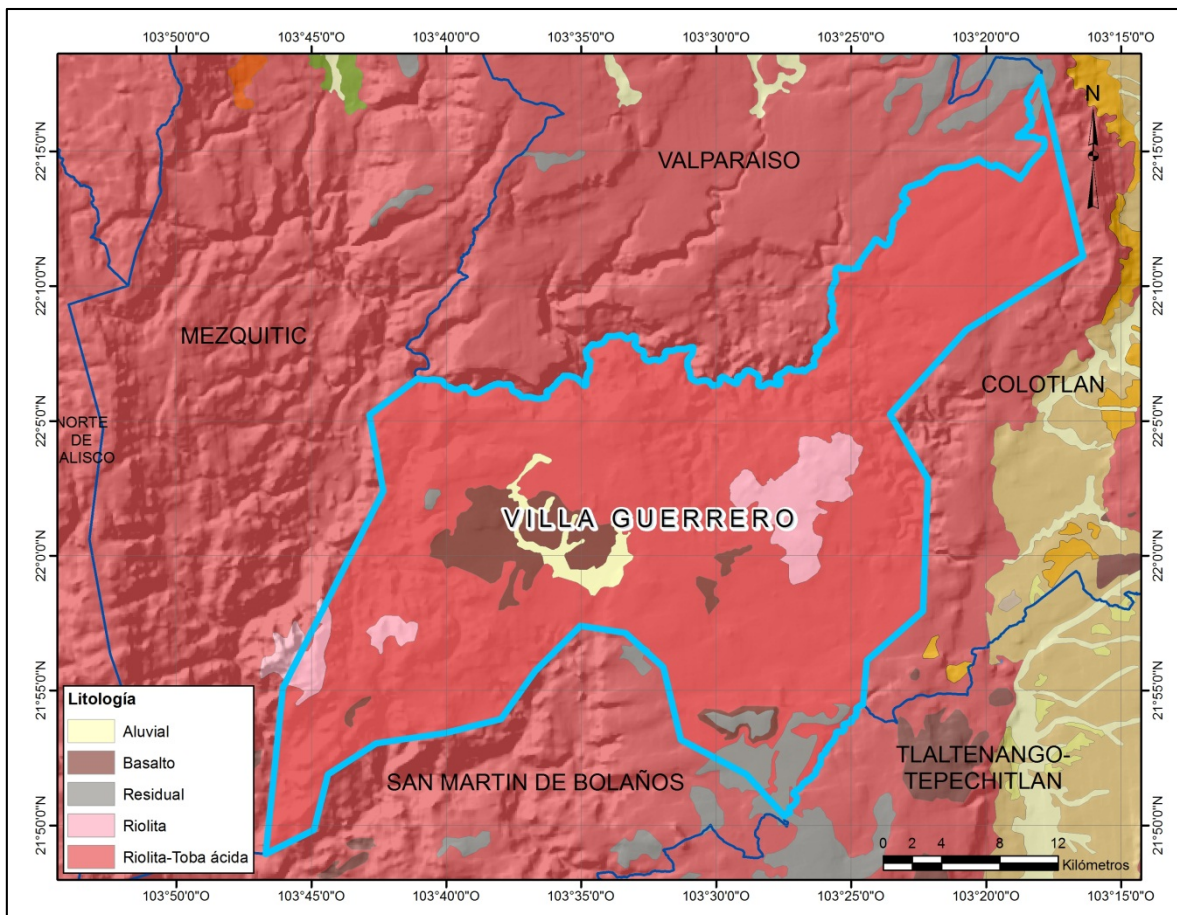 103°50'0"O 103°45'0"O 103°40'0"O 103°35'0"O 103°30'0"O 103°25'0"O 103°20'0"O 103°15'0"O
N
22°15'0"N
22°15'0"N
VALPARAISO
22°10'0"N
22°10'0"N
MEZQUITIC
COLOTLAN
22°5'0"N
22°5'0"N
NORTE
DE
ALISCO
VILLA GUERRERO
22°0'0"N
22°0'0"N
21°55'0"N
21°55'0"N
Litología
Aluvial
Basalto
Residual
Riolita
Riolita-Toba ácida
TLALTENANGO-
TEPECHITLAN
SAN MARTIN DE BOLAÑOS
21°50'0"N
21°50'0"N
0 2 4 8 12
Kilómetros
103°50'0"O 103°45'0"O 103°40'0"O 103°35'0"O 103°30'0"O 103°25'0"O 103°20'0"O 103°15'0"O